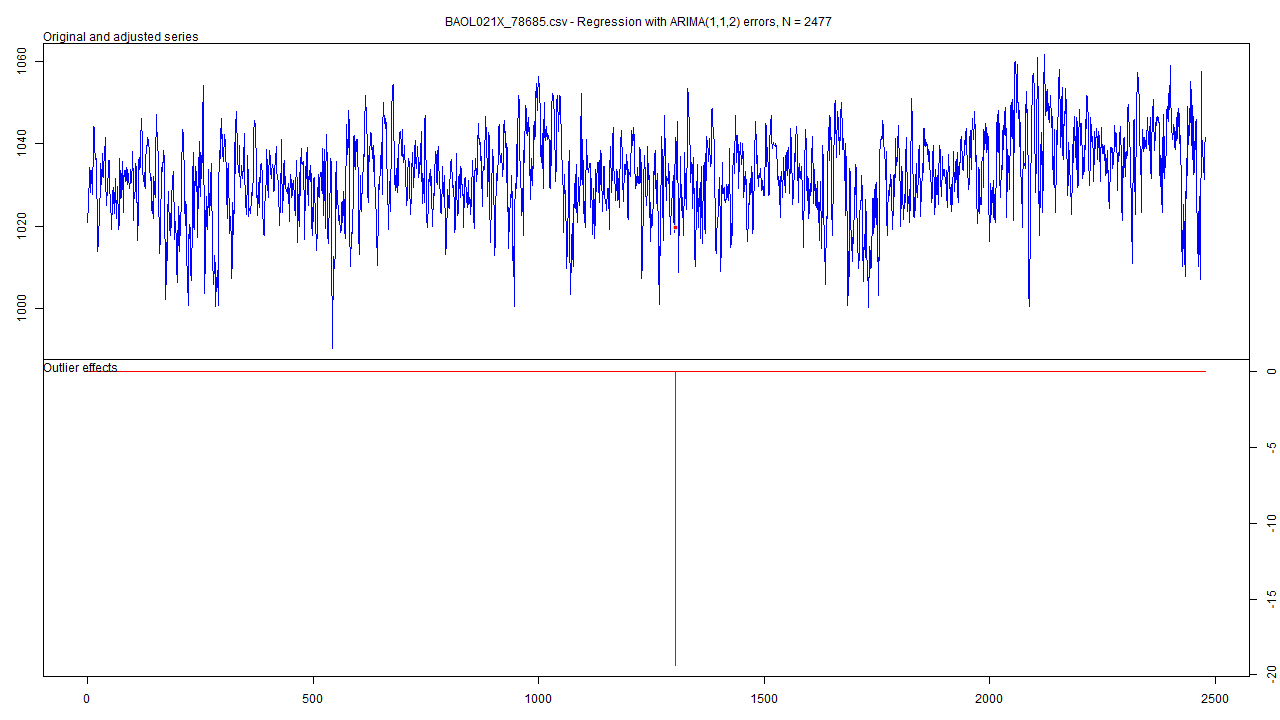 BAOL021X_78685.csv - Regression with ARIMA(1,1,2) errors, N = 2477
Original and adjusted series
1060
1040
1020
1000
Outlier effects
0
-5
-10
-15
-20
0 500 1000 1500 2000 2500